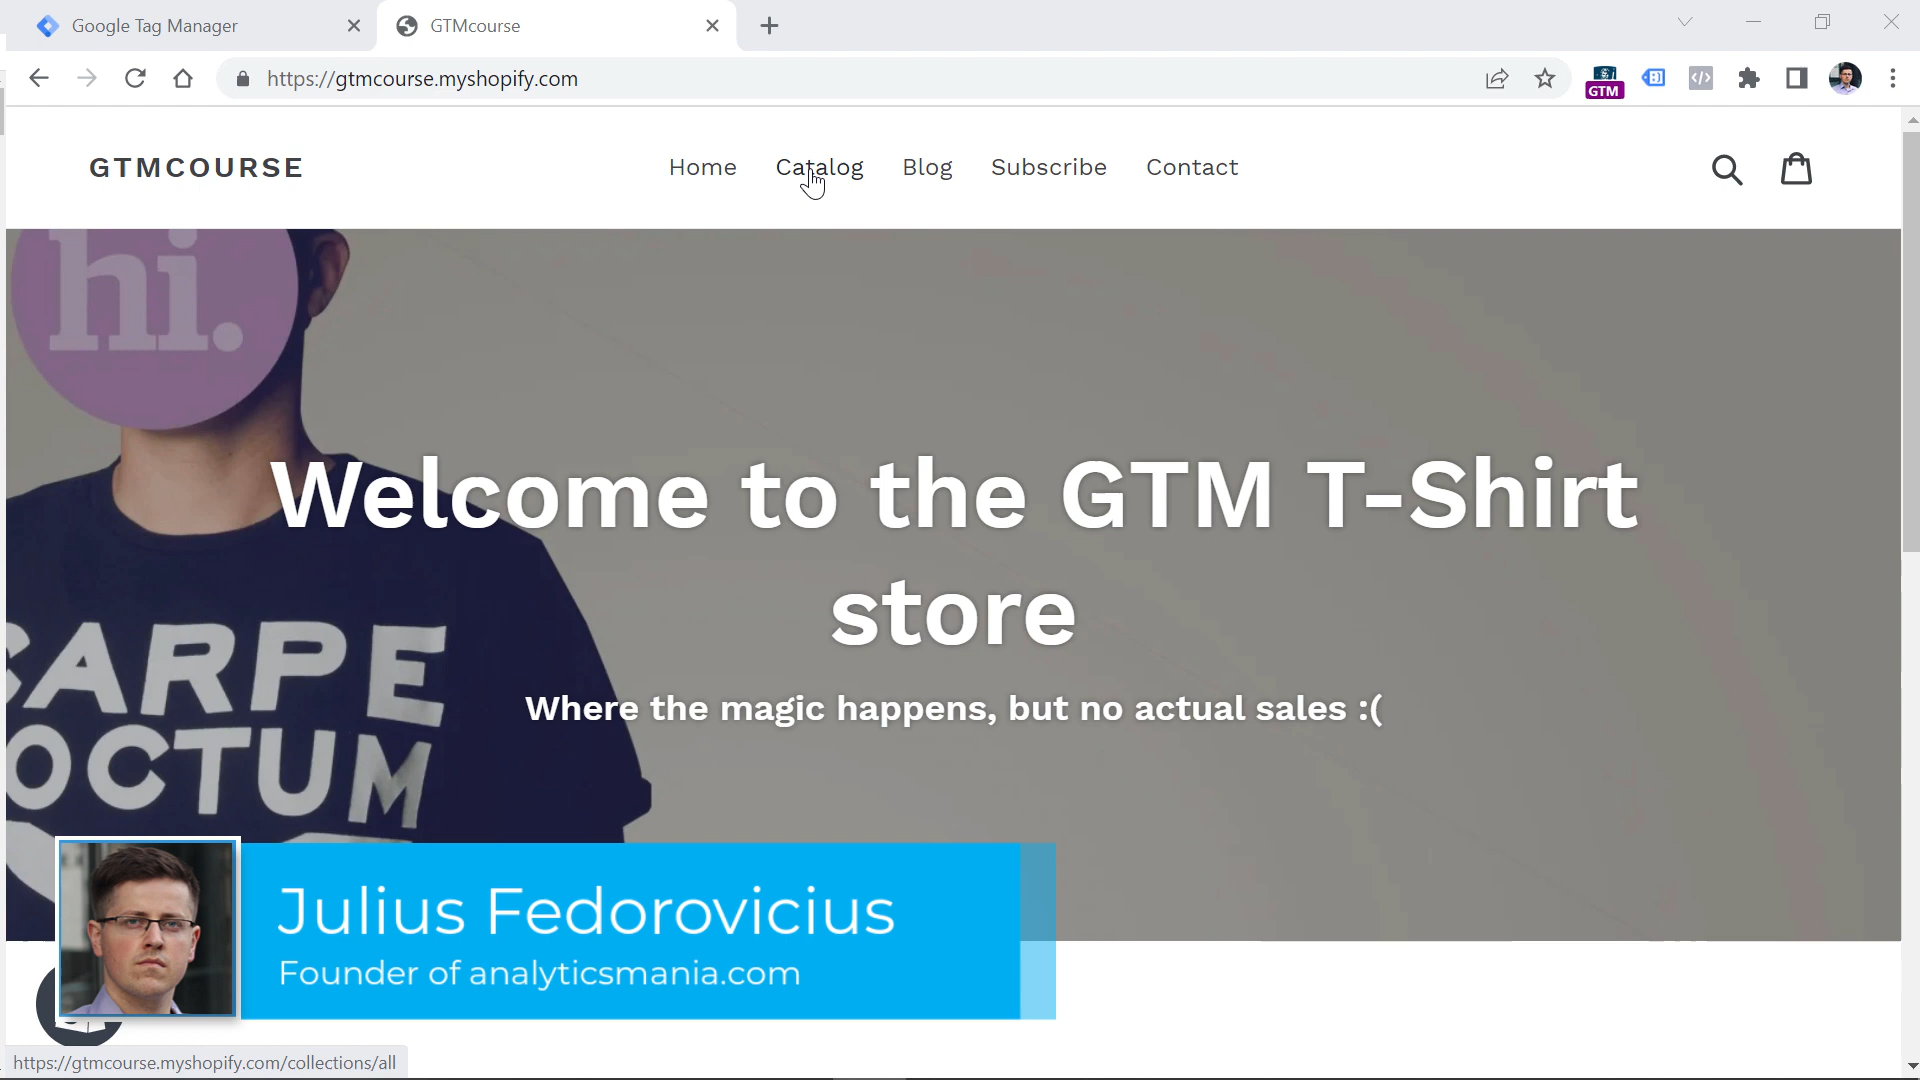 Google Tag Manager
GTMcourse
https://gtmcourse.myshopify.com
GTM
GTMCOURSE
Home
Catalog
Blog
Subscribe
Contact
hi.
Welcome to the GTM T-Shirt
store
Where the magic happens, but no actual sales :(
CARPE
OCTUM
Julius Fedorovicius
Founder of analyticsmania.com
https://gtmcourse.myshopify.com/collections/all